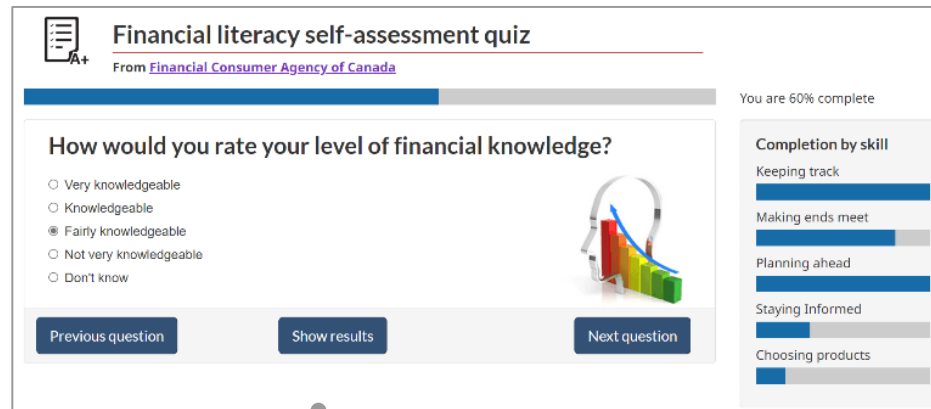 A+
Financial literacy self-assessment quiz
From Financial Consumer Agency of Canada
You are 60% complete
How would you rate your level of financial knowledge?
Very knowledgeable
Knowledgeable
Fairly knowledgeable
Not very knowledgeable
Don't know
Previous question
Show results
Next question
Completion by skill
Keeping track
Making ends meet
Planning ahead
Staying Informed
Choosing products